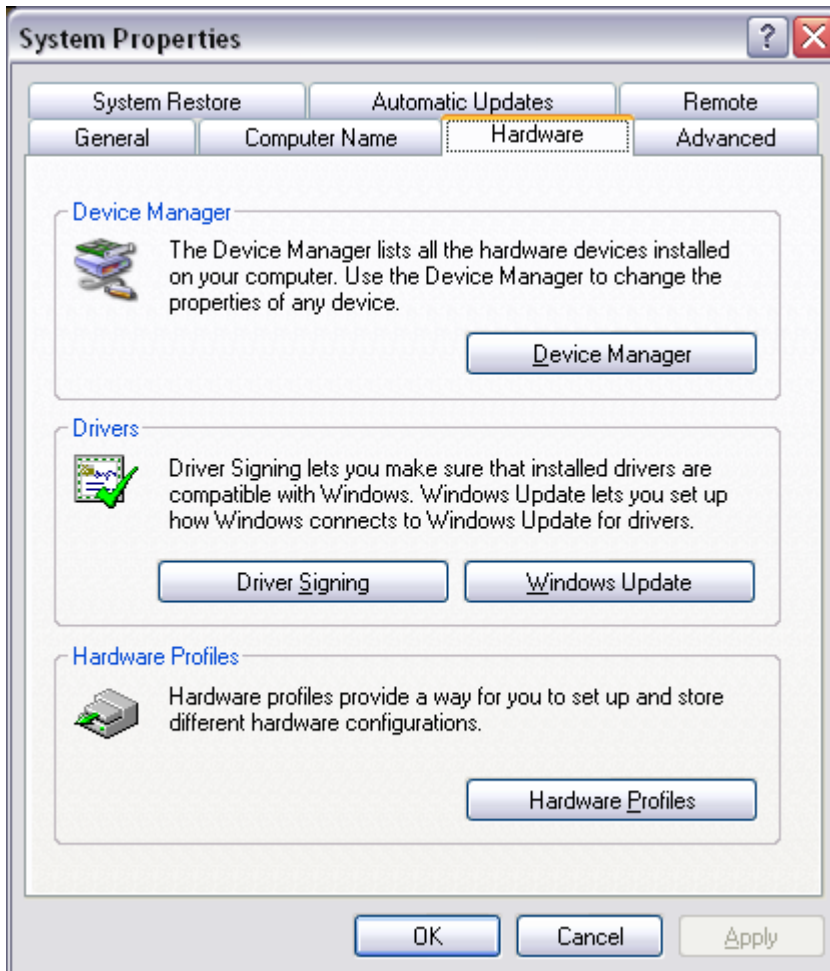 System Properties
System Restore Automatic Updates Remote
General Computer Name Hardware Advanced
Device Manager
The Device Manager lists all the hardware devices installed
on your computer. Use the Device Manager to change the
properties of any device.
Device Manager
Drivers
Driver Signing lets you make sure that installed drivers are
compatible with Windows. Windows Update lets you set up
how Windows connects to Windows Update for drivers.
Driver Signing Windows Update
Hardware Profiles
Hardware profiles provide a way for you to set up and store
different hardware configurations.
Hardware Profiles
OK Cancel Apply